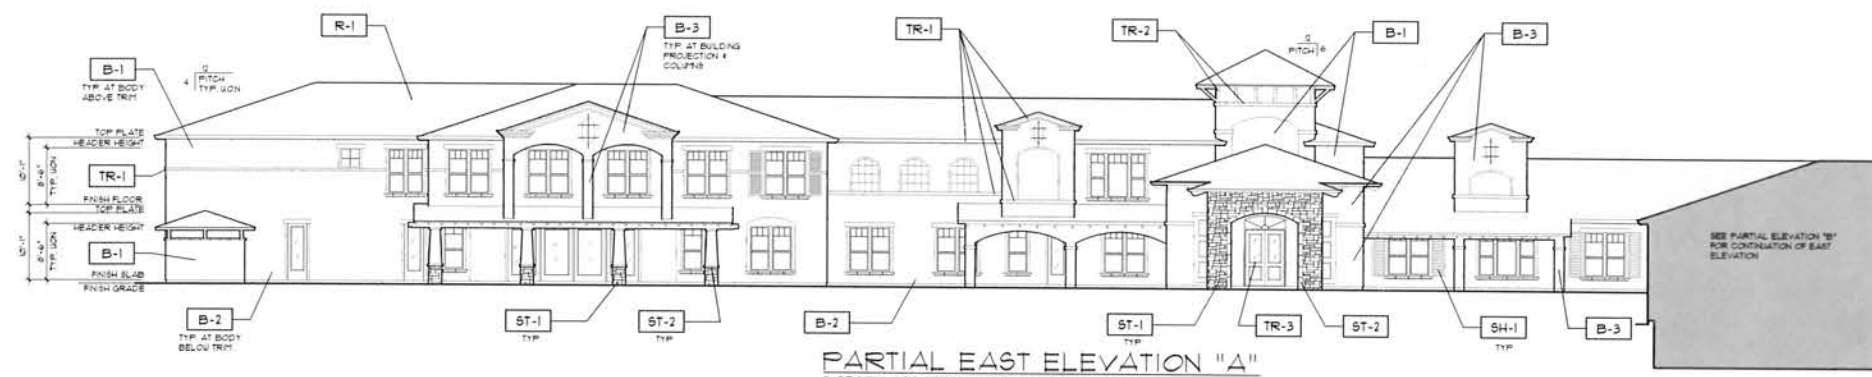 R-1
B-3
TYP. AT BUILDING
PROJECTION &
COLUMNS
TR-1
TR-2
12
PITCH 6
B-1
B-3
B-1
TYP. AT BODY
ABOVE TRIM
12
4 PITCH
TYP. UON
TOP PLATE
HEADER HEIGHT
10'-1"
8'-6"
TYP. UON
TR-1
FINISH FLOOR
TOP PLATE
HEADER HEIGHT
10'-1"
8'-6"
TYP. UON
B-1
FINISH SLAB
FINISH GRADE
SEE PARTIAL ELEVATION "B"
FOR CONTINUATION OF EAST
ELEVATION
B-2
TYP. AT BODY
BELOW TRIM
ST-1
TYP
ST-2
TYP
B-2
ST-1
TYP
TR-3
ST-2
SH-1
TYP
B-3
PARTIAL EAST ELEVATION "A"